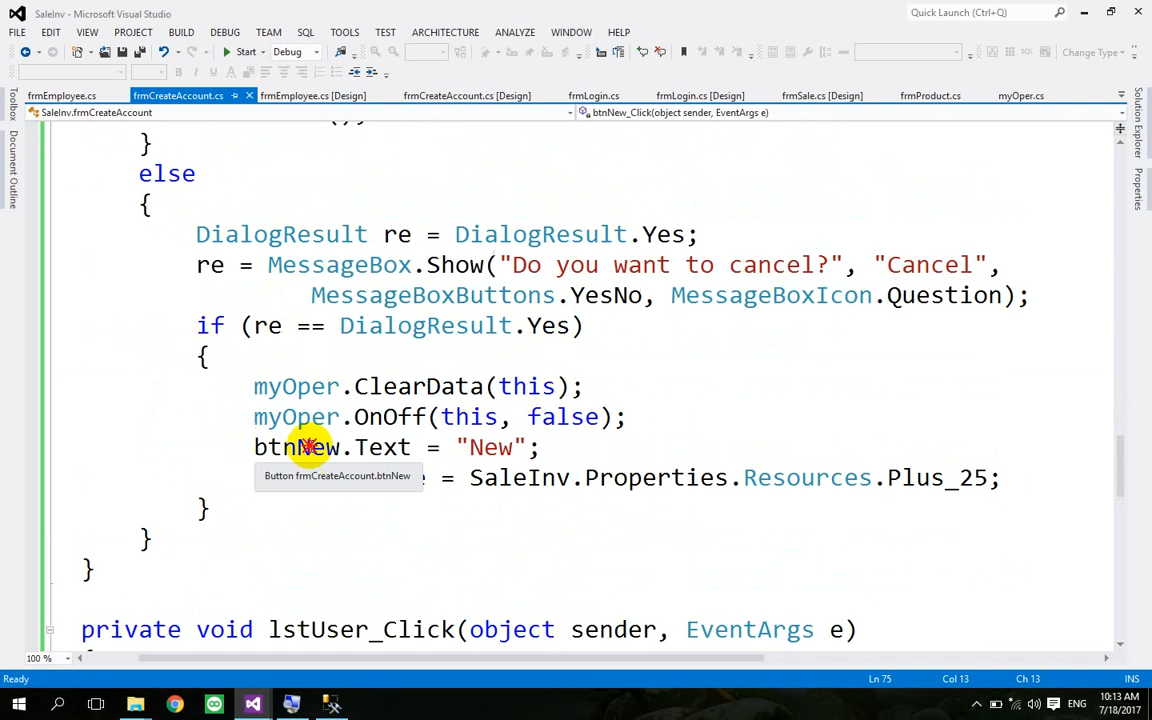 SaleInv - Microsoft Visual Studio
Quick Launch (Ctrl+Q)
FILE EDIT VIEW PROJECT BUILD DEBUG TEAM SQL TOOLS TEST ARCHITECTURE ANALYZE WINDOW HELP
Start Debug Change Type
B I U A
frmEmployee.cs frmCreateAccount.cs frmEmployee.cs [Design] frmCreateAccount.cs [Design] frmLogin.cs frmLogin.cs [Design] frmSale.cs [Design] frmProduct.cs myOper.cs
SaleInv.frmCreateAccount btnNew_Click(object sender, EventArgs e)
Toolbox
Document Outline
Solution Explorer
Properties
}
else
{
DialogResult re = DialogResult.Yes;
re = MessageBox.Show("Do you want to cancel?", "Cancel",
MessageBoxButtons.YesNo, MessageBoxIcon.Question);
if (re == DialogResult.Yes)
{
myOper.ClearData(this);
myOper.OnOff(this, false);
btnNew.Text = "New";
Button frmCreateAccount.btnNew
= SaleInv.Properties.Resources.Plus_25;
}
}
}
private void lstUser_Click(object sender, EventArgs e)
100 %
Ready Ln 75 Col 13 Ch 13 INS
ENG
10:13 AM
7/18/2017